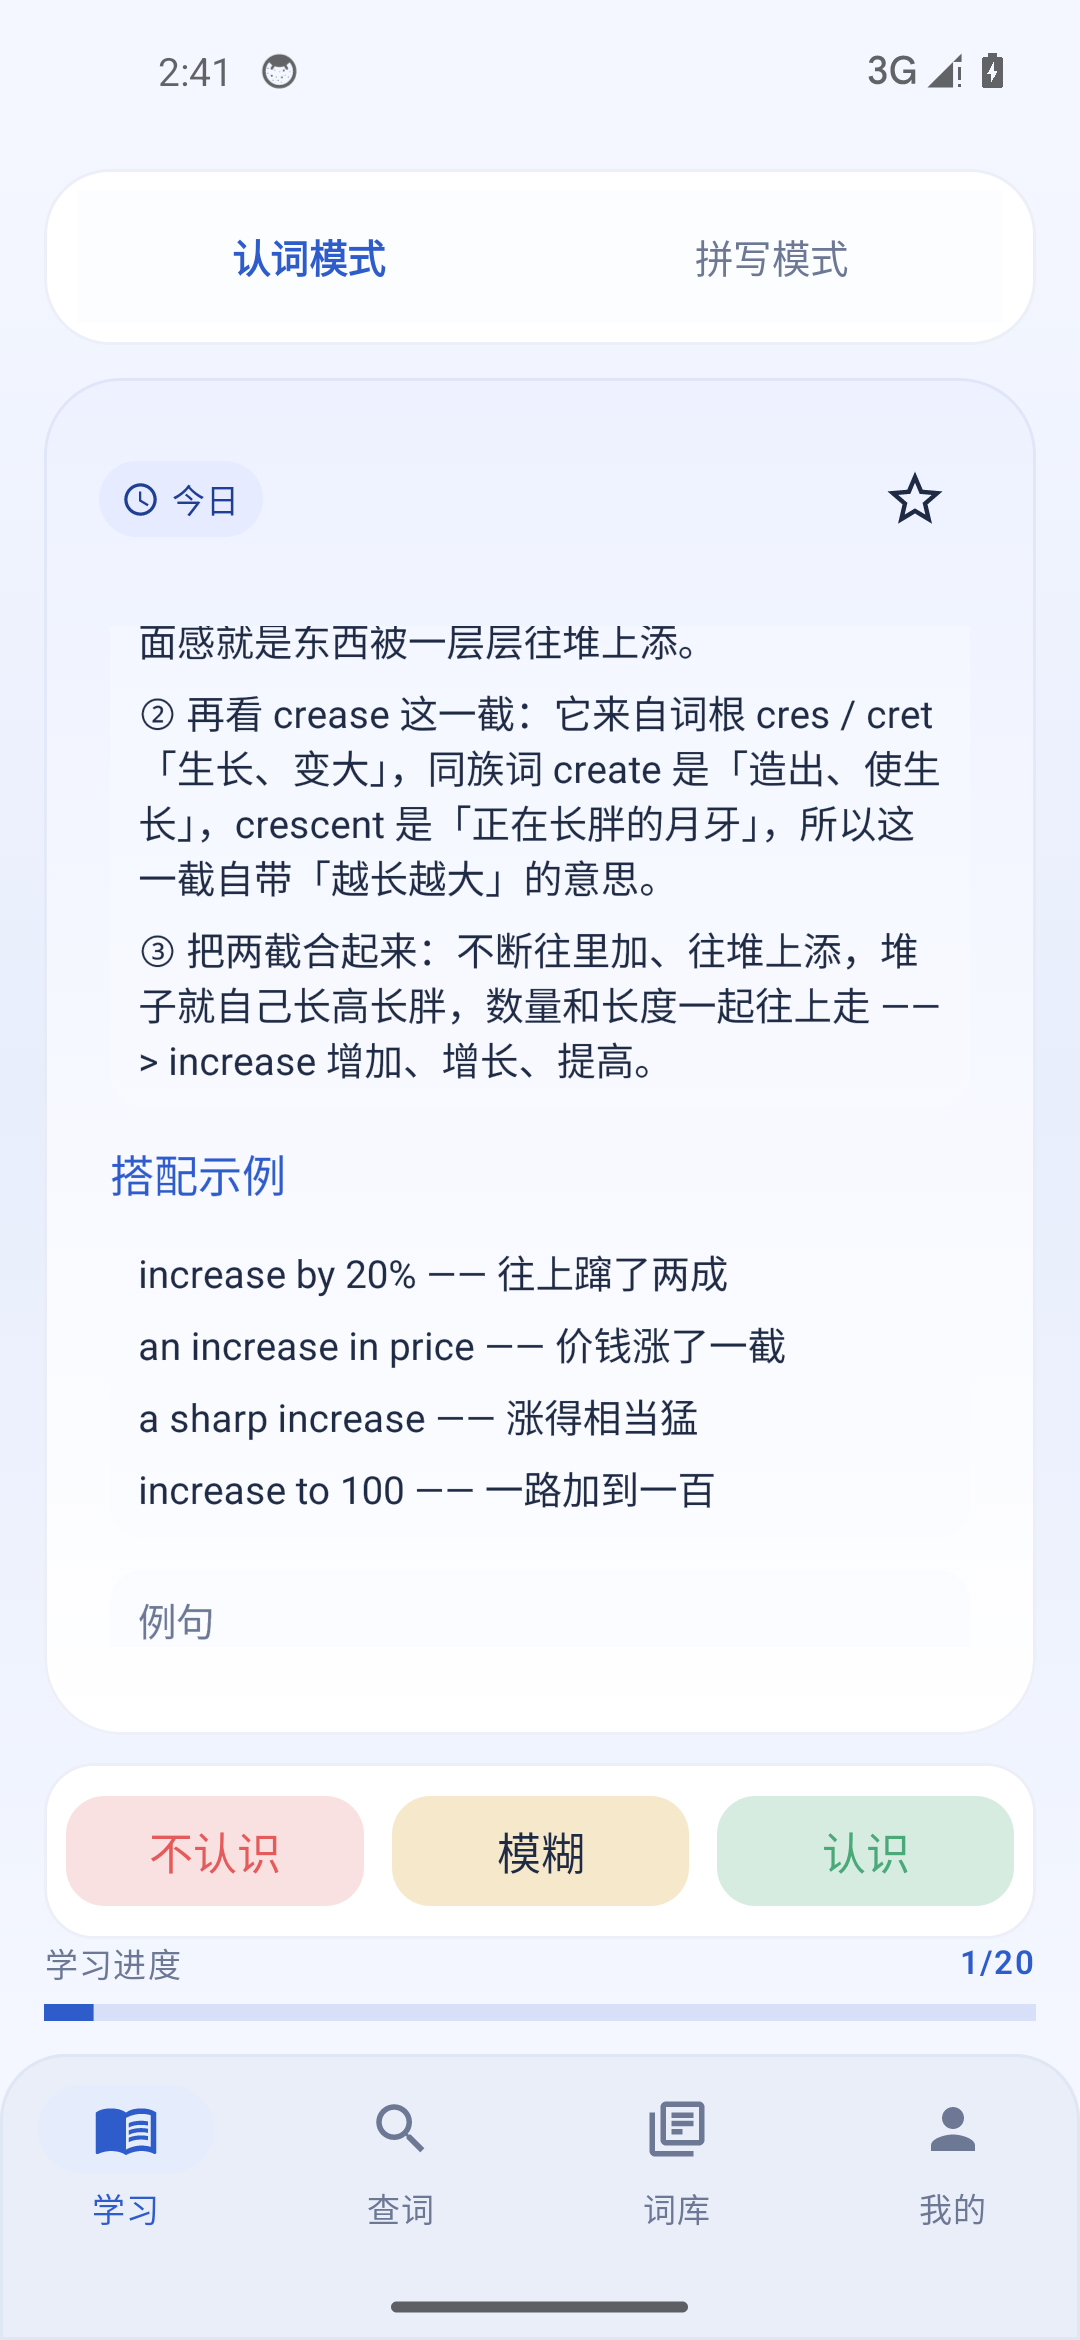 2:41
3G
认词模式
拼写模式
今日
面感就是东西被一层层往堆上添。
② 再看 crease 这一截：它来自词根 cres / cret
「生长、变大」，同族词 create 是「造出、使生
长」，crescent 是「正在长胖的月牙」，所以这
一截自带「越长越大」的意思。
③ 把两截合起来：不断往里加、往堆上添，堆
子就自己长高长胖，数量和长度一起往上走 ——
> increase 增加、增长、提高。
搭配示例
increase by 20% —— 往上蹿了两成
an increase in price —— 价钱涨了一截
a sharp increase —— 涨得相当猛
increase to 100 —— 一路加到一百
例句
不认识
模糊
认识
学习进度
1/20
学习
查词
词库
我的